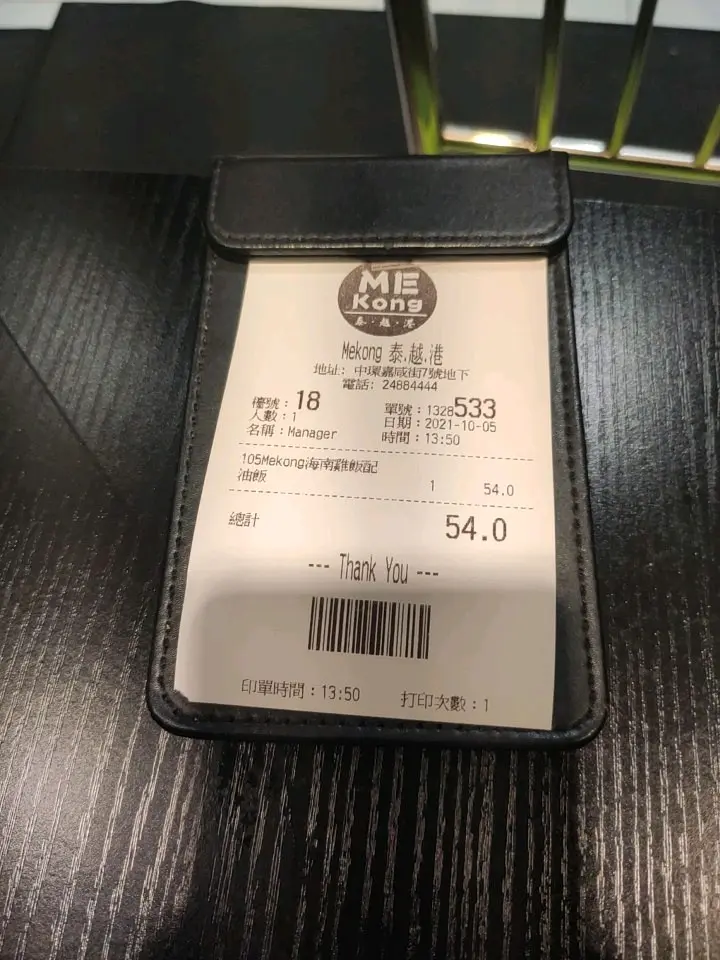 ME
Kong
泰·越·港
Mekong 泰.越.港
地址: 中環嘉咸街7號地下
電話: 24884444
檯號:18 單號:1328533
人數:1 日期:2021-10-05
名稱:Manager 時間:13:50
105Mekong海南雞飯配
油飯 1 54.0
總計 54.0
--- Thank You ---
印單時間:13:50 打印次數:1